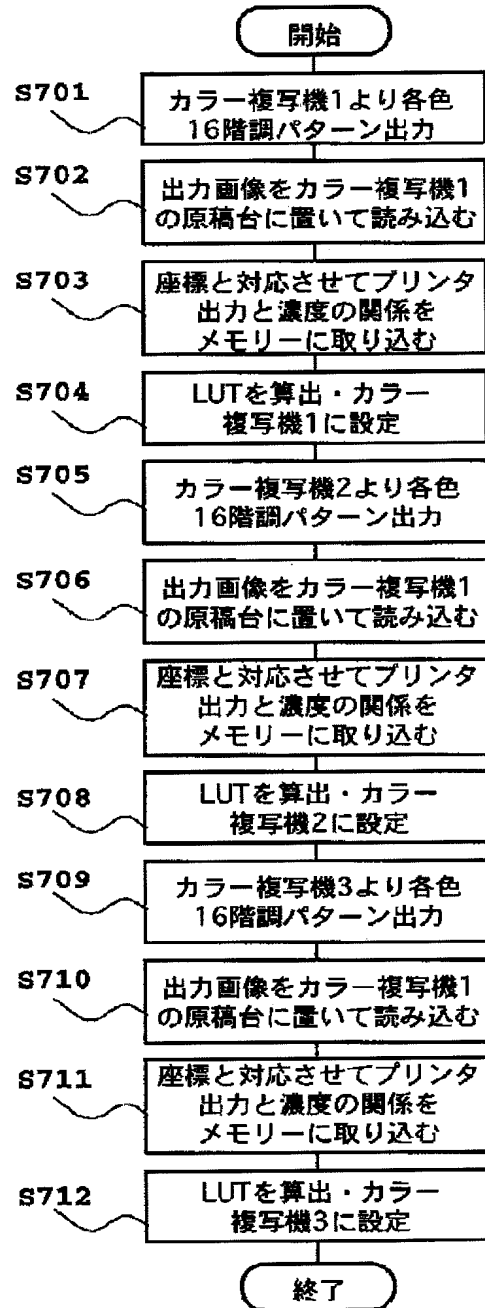 開始
S701
カラー複写機1より各色
16階調パターン出力
S702
出力画像をカラー複写機1
の原稿台に置いて読み込む
S703
座標と対応させてプリンタ
出力と濃度の関係を
メモリーに取り込む
S704
LUTを算出・カラー
複写機1に設定
S705
カラー複写機2より各色
16階調パターン出力
S706
出力画像をカラー複写機1
の原稿台に置いて読み込む
S707
座標と対応させてプリンタ
出力と濃度の関係を
メモリーに取り込む
S708
LUTを算出・カラー
複写機2に設定
S709
カラー複写機3より各色
16階調パターン出力
S710
出力画像をカラー複写機1
の原稿台に置いて読み込む
S711
座標と対応させてプリンタ
出力と濃度の関係を
メモリーに取り込む
S712
LUTを算出・カラー
複写機3に設定
終了